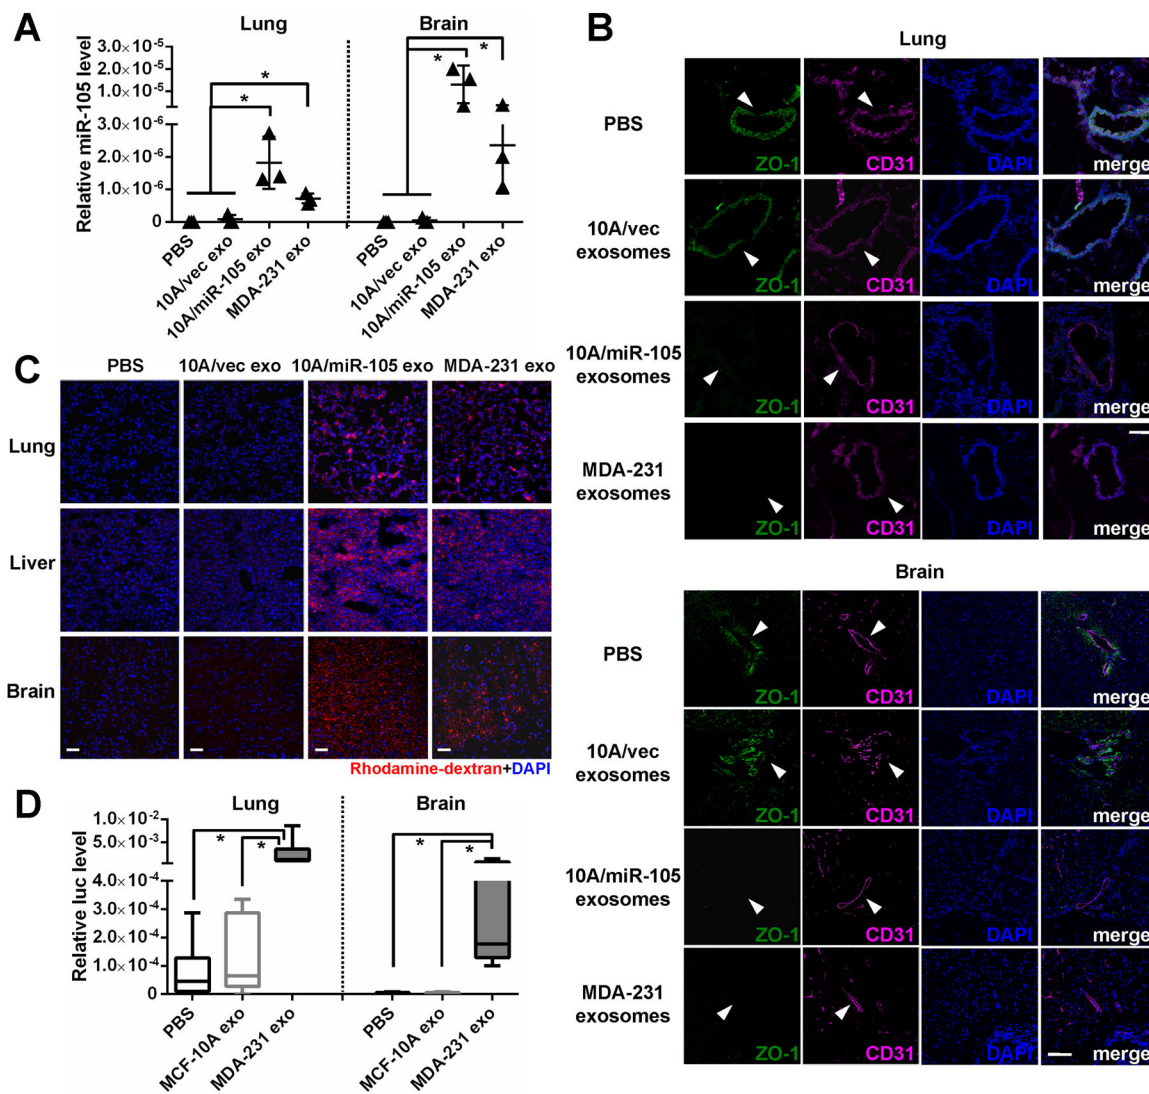 A
Lung
Brain
Relative miR-105 level
3.0×10⁻⁵
2.0×10⁻⁵
1.0×10⁻⁵
3.0×10⁻⁶
2.0×10⁻⁶
1.0×10⁻⁶
0
* * * *
PBS
10A/vec exo
10A/miR-105 exo
MDA-231 exo
PBS
10A/vec exo
10A/miR-105 exo
MDA-231 exo
B
Lung
PBS
ZO-1 CD31 DAPI merge
10A/vec
exosomes
ZO-1 CD31 DAPI merge
10A/miR-105
exosomes
ZO-1 CD31 DAPI merge
MDA-231
exosomes
ZO-1 CD31 DAPI merge
Brain
PBS
ZO-1 CD31 DAPI merge
10A/vec
exosomes
ZO-1 CD31 DAPI merge
10A/miR-105
exosomes
ZO-1 CD31 DAPI merge
MDA-231
exosomes
ZO-1 CD31 DAPI merge
C
PBS 10A/vec exo 10A/miR-105 exo MDA-231 exo
Lung
Liver
Brain
Rhodamine-dextran+DAPI
D
Lung
Brain
Relative luc level
1.0×10⁻²
5.0×10⁻³
4.0×10⁻⁴
3.0×10⁻⁴
2.0×10⁻⁴
1.0×10⁻⁴
0
* * * *
PBS
MCF-10A exo
MDA-231 exo
PBS
MCF-10A exo
MDA-231 exo